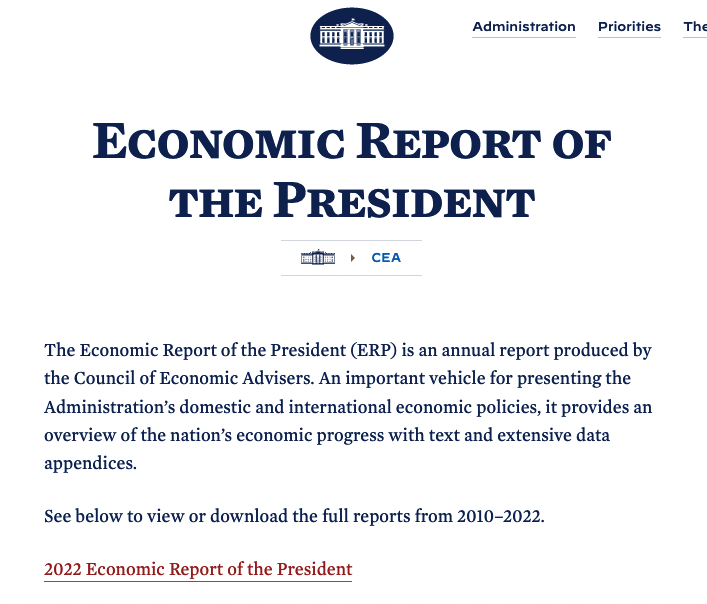 Administration Priorities The
ECONOMIC REPORT OF
THE PRESIDENT
CEA
The Economic Report of the President (ERP) is an annual report produced by
the Council of Economic Advisers. An important vehicle for presenting the
Administration’s domestic and international economic policies, it provides an
overview of the nation’s economic progress with text and extensive data
appendices.
See below to view or download the full reports from 2010–2022.
2022 Economic Report of the President